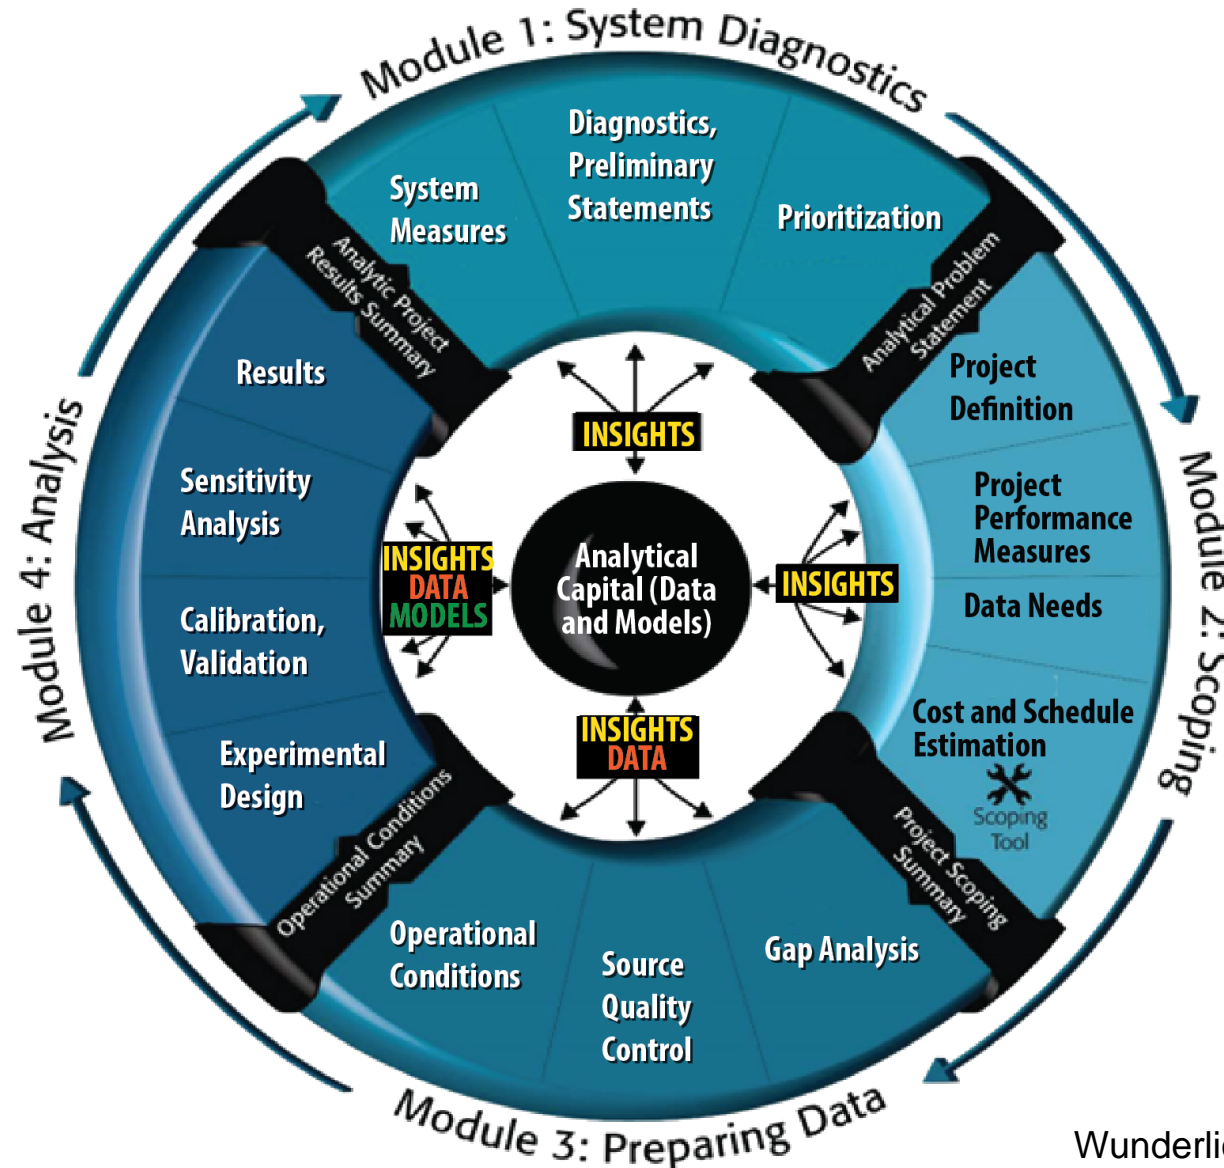 Module 1: System Diagnostics
System
Measures
Diagnostics,
Preliminary
Statements
Prioritization
Analytical Problem
Statement
Module 2: Scoping
Project
Definition
Project
Performance
Measures
Data Needs
Cost and Schedule
Estimation
Scoping
Tool
Project Scoping
Summary
Module 3: Preparing Data
Gap Analysis
Source
Quality
Control
Operational
Conditions
Operational Conditions
Summary
Module 4: Analysis
Experimental
Design
Calibration,
Validation
Sensitivity
Analysis
Results
Analytic Project
Results Summary
INSIGHTS
INSIGHTS
INSIGHTS
DATA
INSIGHTS
DATA
MODELS
Analytical
Capital (Data
and Models)